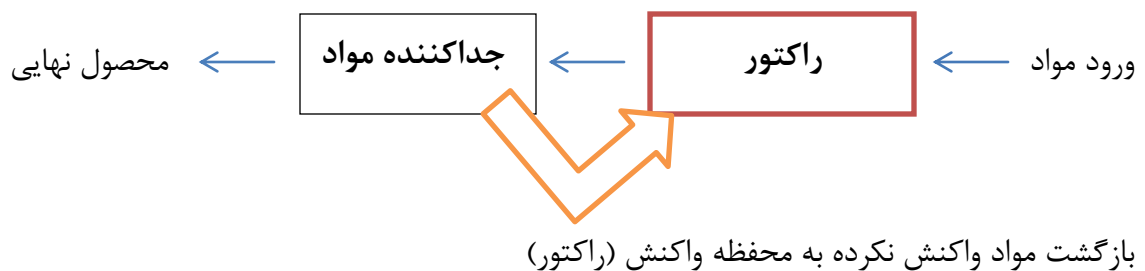 ورود مواد
راکتور
جداکننده مواد
محصول نهایی
بازگشت مواد واکنش نکرده به محفظه واکنش (راکتور)